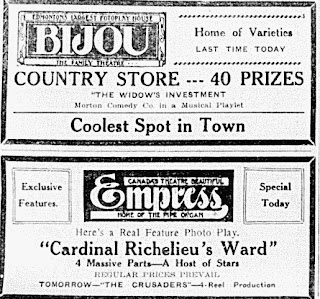 EDMONTON'S LARGEST PHOTOPLAY HOUSE
BIJOU
THE FAMILY THEATRE
Home of Varieties
LAST TIME TODAY
COUNTRY STORE --- 40 PRIZES
"THE WIDOW'S INVESTMENT
Morton Comedy Co. in a Musical Playlet
Coolest Spot in Town
Exclusive
Features.
CANADA'S THEATRE BEAUTIFUL
Empress
HOME OF THE PIPE ORGAN
Special
Today
Here's a Real Feature Photo Play.
"Cardinal Richelieu's Ward"
4 Massive Parts—A Host of Stars
REGULAR PRICES PREVAIL
TOMORROW—"THE CRUSADERS"—4-Reel Production